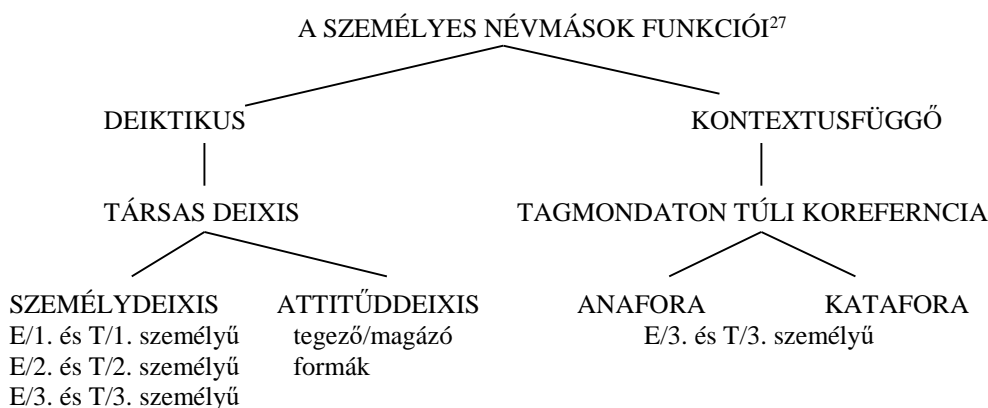 A SZEMÉLYES NÉVMÁSOK FUNKCIÓI27
DEIKTIKUS KONTEXTUSFÜGGŐ
TÁRSAS DEIXIS TAGMONDATON TÚLI KOREFERNCIA
SZEMÉLYDEIXIS ATTITŰDDEIXIS ANAFORA KATAFORA
E/1. és T/1. személyű tegező/magázó E/3. és T/3. személyű
E/2. és T/2. személyű formák
E/3. és T/3. személyű